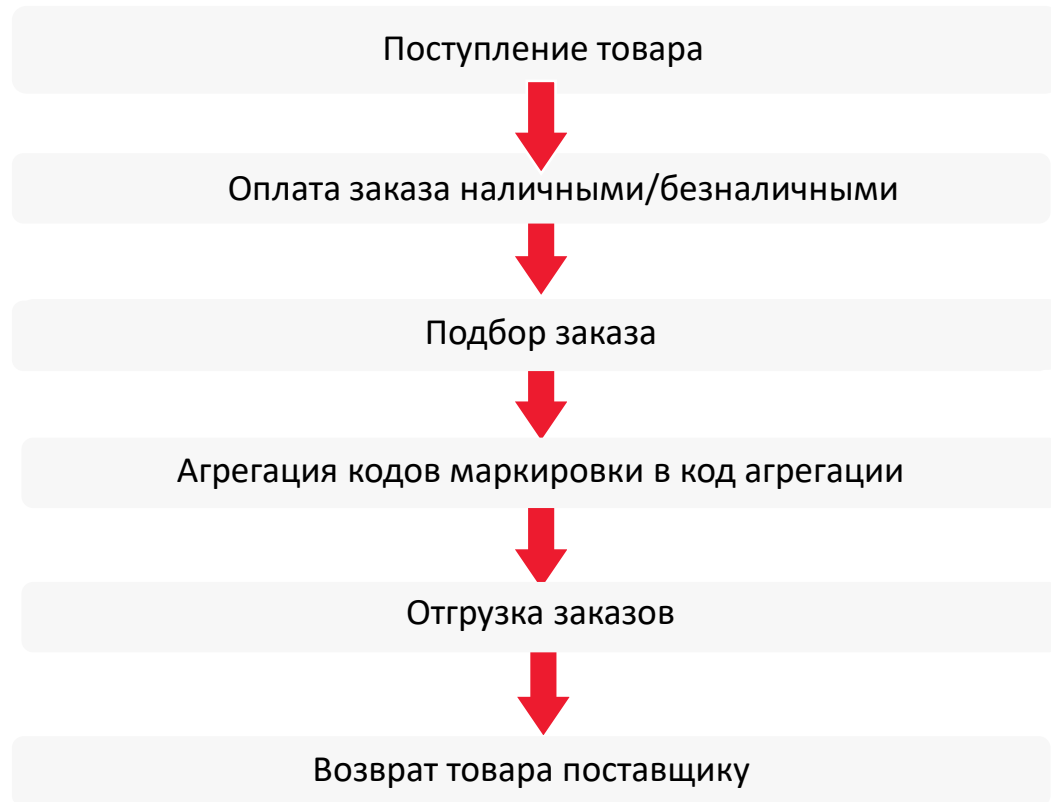 Поступление товара
Оплата заказа наличными/безналичными
Подбор заказа
Агрегация кодов маркировки в код агрегации
Отгрузка заказов
Возврат товара поставщику